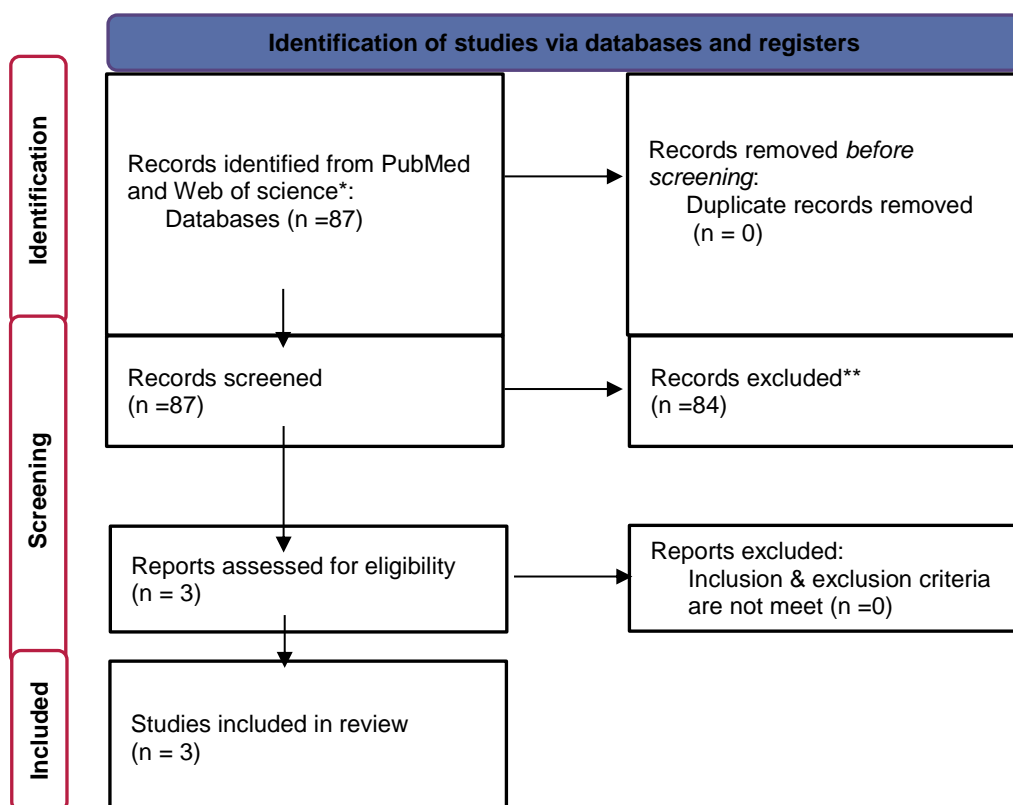 Identification of studies via databases and registers
Identification
Records identified from PubMed
and Web of science*:
Databases (n =87)
Records removed before
screening:
Duplicate records removed
(n = 0)
Screening
Records screened
(n =87)
Records excluded**
(n =84)
Reports assessed for eligibility
(n = 3)
Reports excluded:
Inclusion & exclusion criteria
are not meet (n =0)
Included
Studies included in review
(n = 3)